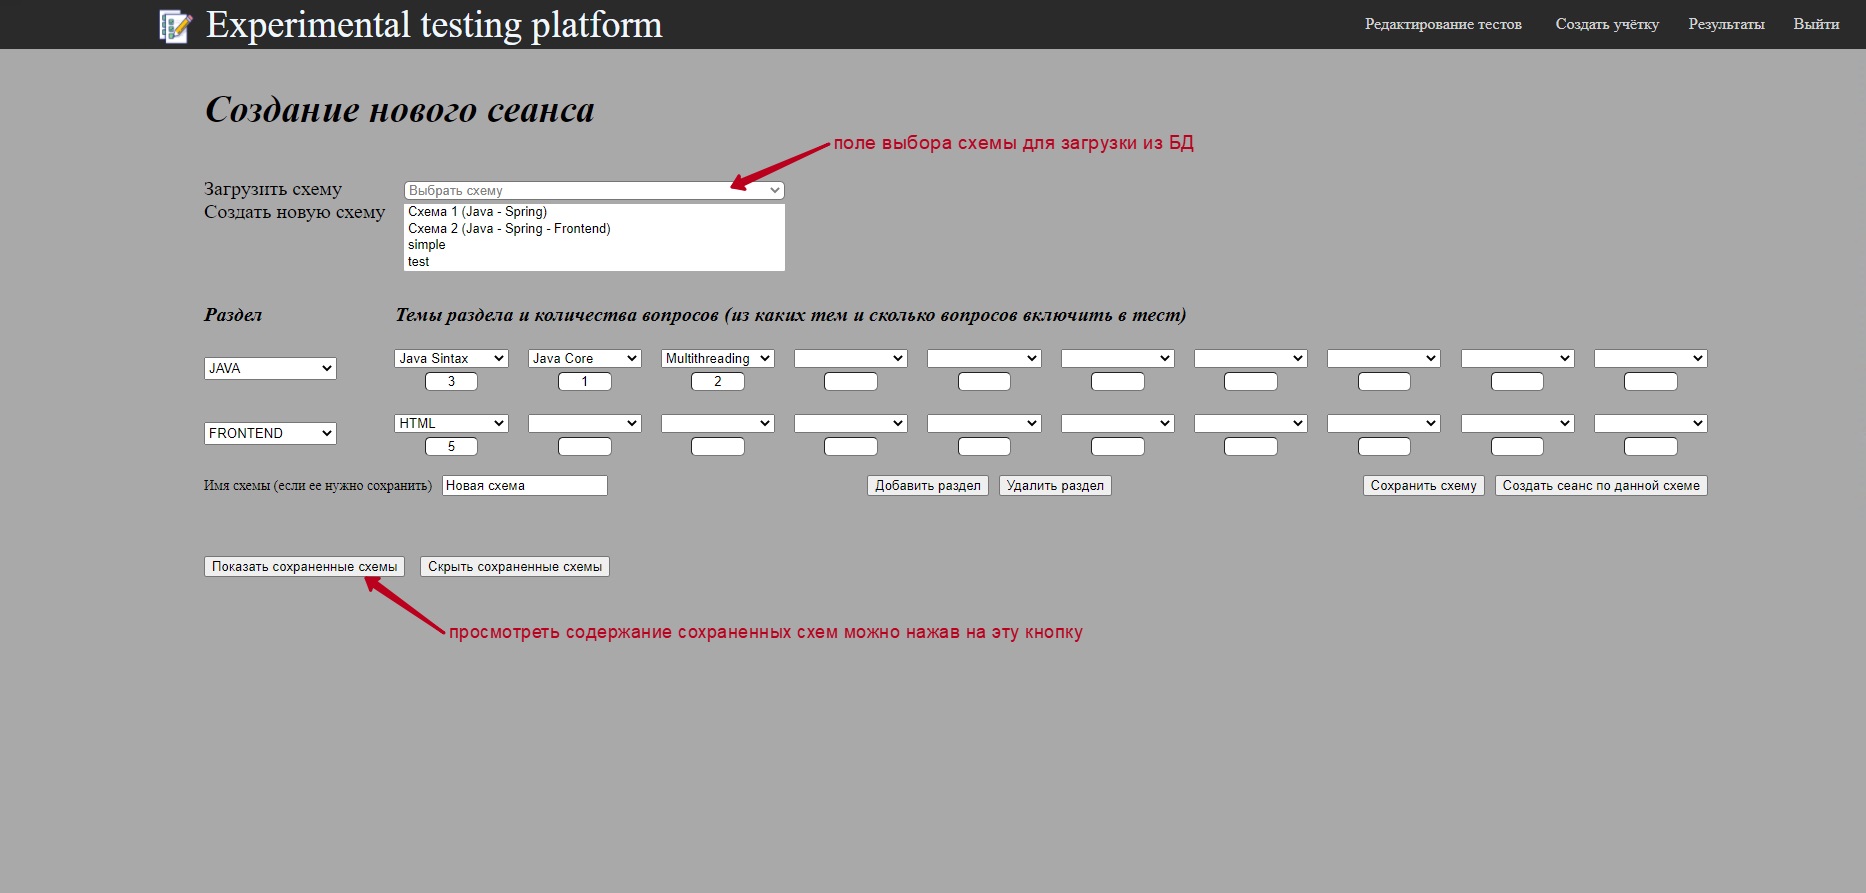 Experimental testing platform
Редактирование тестов Создать учётку Результаты Выйти
Создание нового сеанса
поле выбора схемы для загрузки из БД
Загрузить схему Выбрать схему
Создать новую схему
Схема 1 (Java - Spring)
Схема 2 (Java - Spring - Frontend)
simple
test
Раздел Темы раздела и количества вопросов (из каких тем и сколько вопросов включить в тест)
JAVA Java Sintax Java Core Multithreading
3 1 2
FRONTEND HTML
5
Имя схемы (если ее нужно сохранить) Новая схема Добавить раздел Удалить раздел Сохранить схему Создать сеанс по данной схеме
Показать сохраненные схемы Скрыть сохраненные схемы
просмотреть содержание сохраненных схем можно нажав на эту кнопку